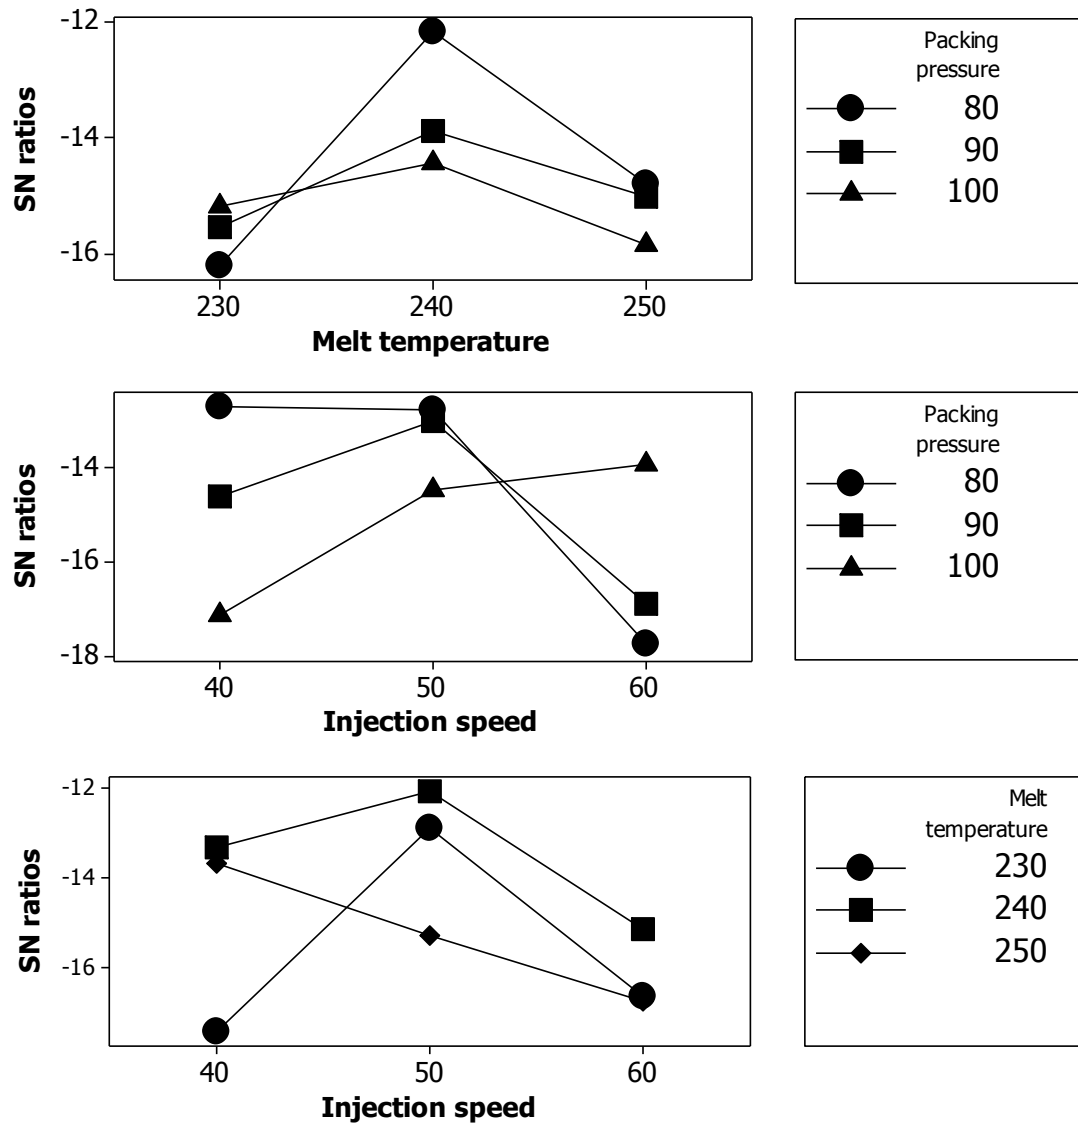 -12
-14
-16
SN ratios
230
240
250
Melt temperature
Packing
pressure
80
90
100
-14
-16
-18
SN ratios
40
50
60
Injection speed
Packing
pressure
80
90
100
-12
-14
-16
SN ratios
40
50
60
Injection speed
Melt
temperature
230
240
250